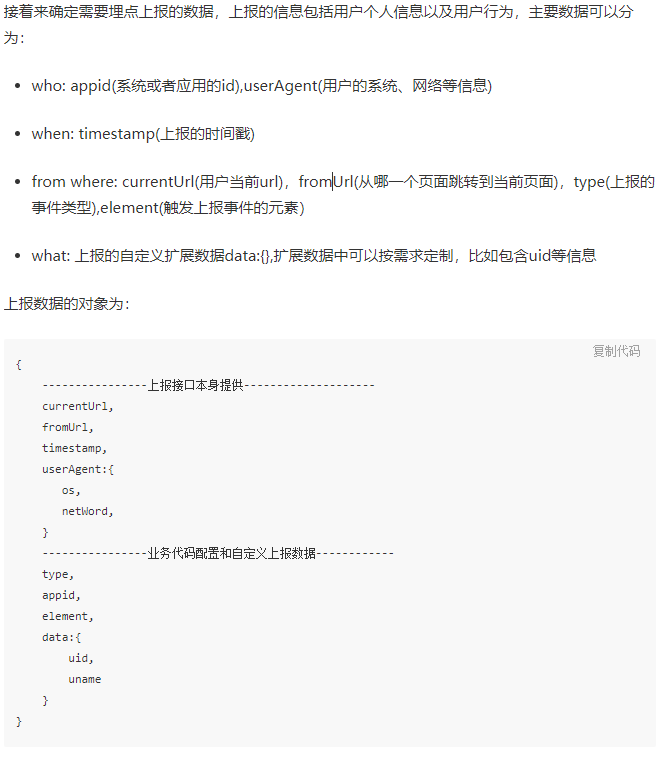 接着来确定需要埋点上报的数据，上报的信息包括用户个人信息以及用户行为，主要数据可以分
为：
• who: appid(系统或者应用的id),userAgent(用户的系统、网络等信息)
• when: timestamp(上报的时间戳)
• from where: currentUrl(用户当前url)，fromUrl(从哪一个页面跳转到当前页面)，type(上报的
事件类型),element(触发上报事件的元素）
• what: 上报的自定义扩展数据data:{},扩展数据中可以按需求定制，比如包含uid等信息
上报数据的对象为：
复制代码
{
----------------上报接口本身提供--------------------
currentUrl,
fromUrl,
timestamp,
userAgent:{
os,
netWord,
}
----------------业务代码配置和自定义上报数据------------
type,
appid,
element,
data:{
uid,
uname
}
}